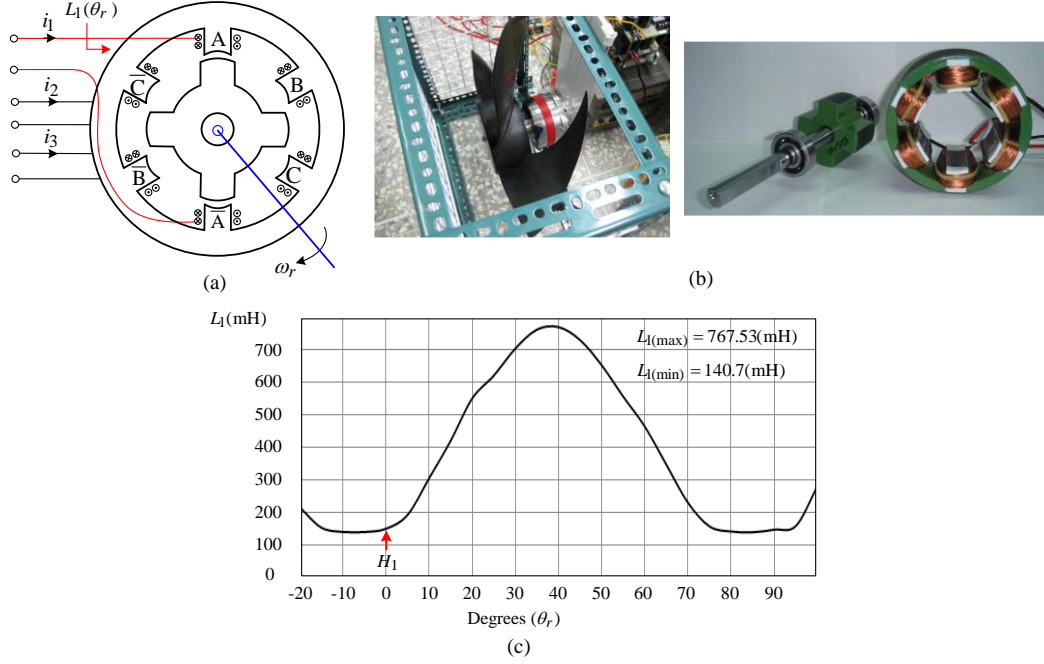 i₁ L₁(θᵣ)
A
C̅ B
i₂
i₃
B̅ C
A̅
ωᵣ
(a)
(b)
L₁(mH)
L₁₍ₘₐₓ₎ = 767.53(mH)
L₁₍ₘᵢₙ₎ = 140.7(mH)
700
600
500
400
300
200
100
0
H₁
-20 -10 0 10 20 30 40 50 60 70 80 90
Degrees (θᵣ)
(c)